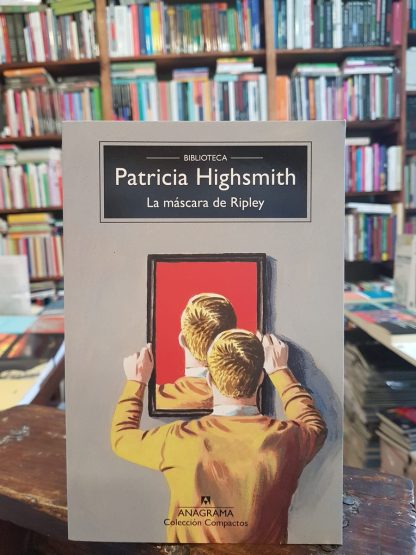 BIBLIOTECA
Patricia Highsmith
La máscara de Ripley
ANAGRAMA
Colección Compactos